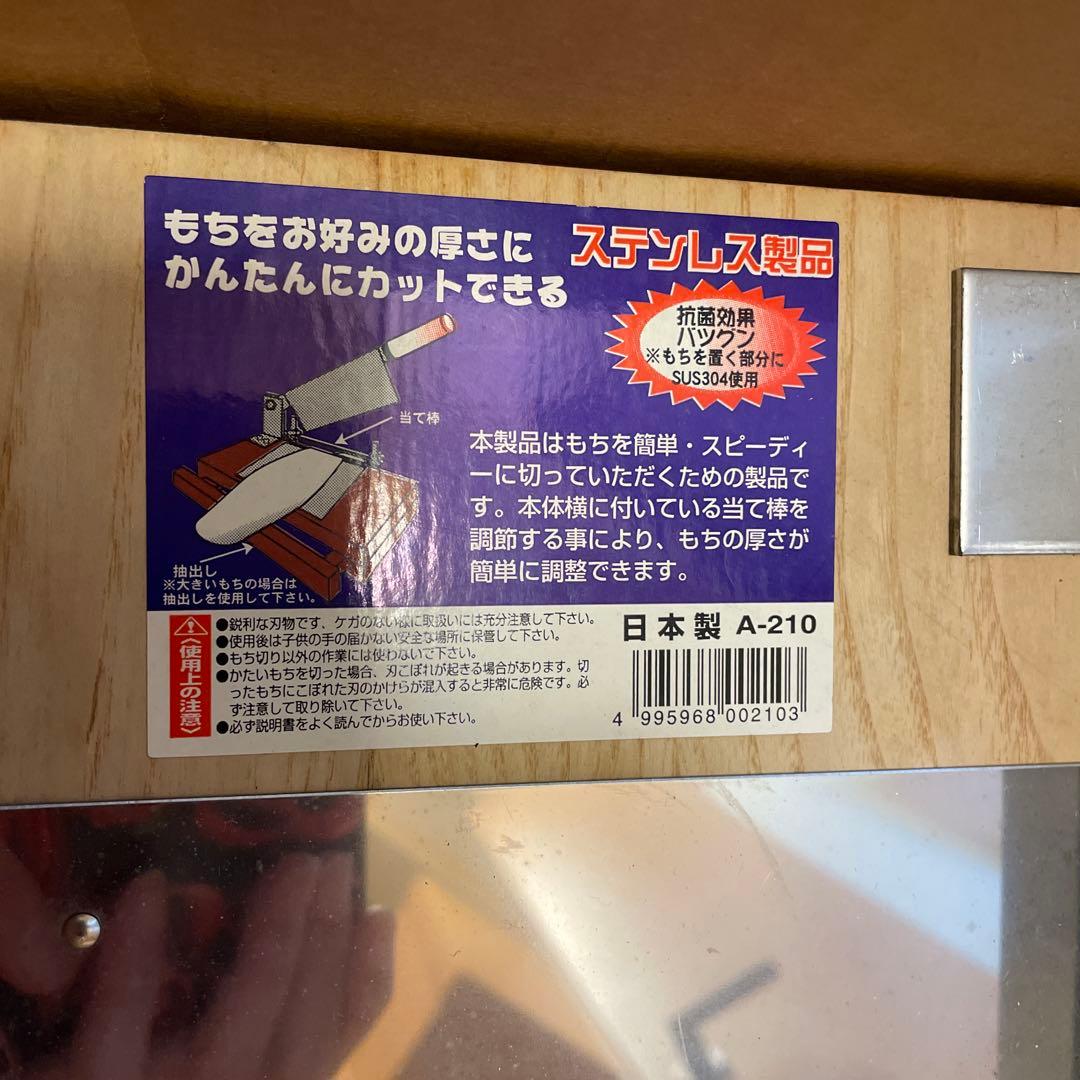 もちをお好みの厚さに
かんたんにカットできる
ステンレス製品
抗菌効果
バツグン
※もちを置く部分に
SUS304使用
当て棒
抽出し
※大きいもちの場合は
抽出しを使用して下さい。
本製品はもちを簡単・スピーディ
ーに切っていただくための製品で
す。本体横に付いている当て棒を
調節する事により、もちの厚さが
簡単に調整できます。
〈使用上の注意〉
●鋭利な刃物です、ケガのない様に取扱いには充分注意して下さい。
●使用後は子供の手の届かない安全な場所に保管して下さい。
●もち切り以外の作業には使わないで下さい。
●かたいもちを切った場合、刃こぼれが起きる場合があります。切
ったもちにこぼれた刃のかけらが混入すると非常に危険です。必
ず注意して取り除いて下さい。
●必ず説明書をよく読んでからお使い下さい。
日本製 A-210
4 995968 002103